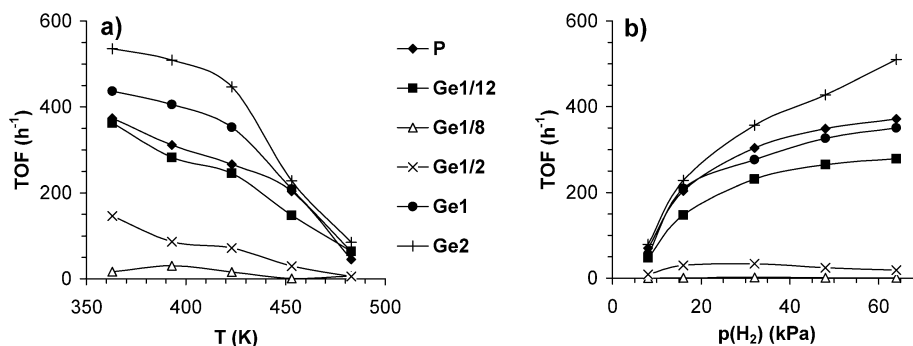 a)
TOF (h⁻¹)
600
400
200
0
350
400
450
500
T (K)
P
Ge1/12
Ge1/8
Ge1/2
Ge1
Ge2
b)
TOF (h⁻¹)
600
400
200
0
0
20
40
60
p(H₂) (kPa)